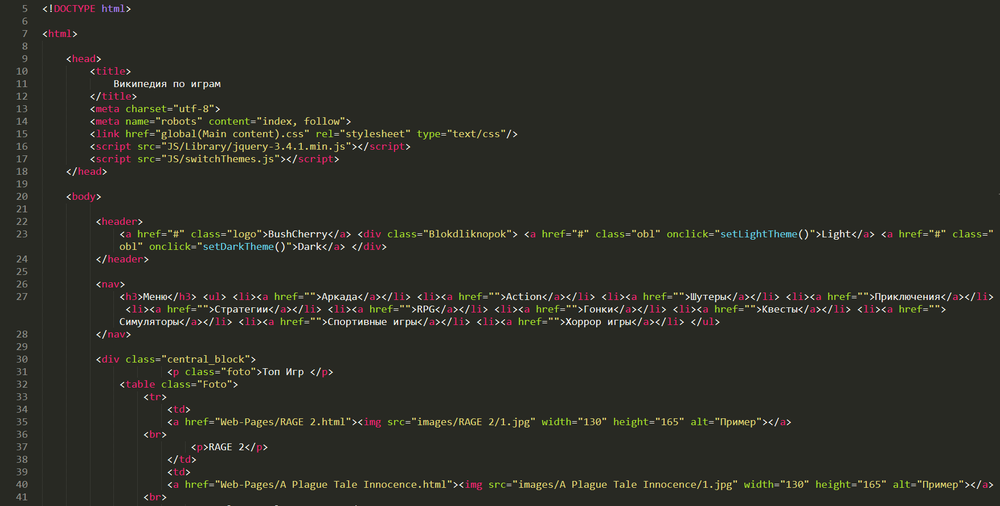 5 <!DOCTYPE html>
6
7 <html>
8
9 <head>
10 <title>
11 Википедия по играм
12 </title>
13 <meta charset="utf-8">
14 <meta name="robots" content="index, follow">
15 <link href="global(Main content).css" rel="stylesheet" type="text/css"/>
16 <script src="JS/Library/jquery-3.4.1.min.js"></script>
17 <script src="JS/switchThemes.js"></script>
18 </head>
19
20 <body>
21
22 <header>
23 <a href="#" class="logo">BushCherry</a> <div class="Blokdliknopok"> <a href="#" class="obl" onclick="setLightTheme()">Light</a> <a href="#" class="
obl" onclick="setDarkTheme()">Dark</a> </div>
24 </header>
25
26 <nav>
27 <h3>Меню</h3> <ul> <li><a href="">Аркада</a></li> <li><a href="">Action</a></li> <li><a href="">Шутеры</a></li> <li><a href="">Приключения</a></li>
<li><a href="">Стратегии</a></li> <li><a href="">RPG</a></li> <li><a href="">Гонки</a></li> <li><a href="">Квесты</a></li> <li><a href="">
Симуляторы</a></li> <li><a href="">Спортивные игры</a></li> <li><a href="">Хоррор игры</a></li> </ul>
28 </nav>
29
30 <div class="central_block">
31 <p class="foto">Топ Игр </p>
32 <table class="Foto">
33 <tr>
34 <td>
35 <a href="Web-Pages/RAGE 2.html"><img src="images/RAGE 2/1.jpg" width="130" height="165" alt="Пример"></a>
36 <br>
37 <p>RAGE 2</p>
38 </td>
39 <td>
40 <a href="Web-Pages/A Plague Tale Innocence.html"><img src="images/A Plague Tale Innocence/1.jpg" width="130" height="165" alt="Пример"></a>
41 <br>